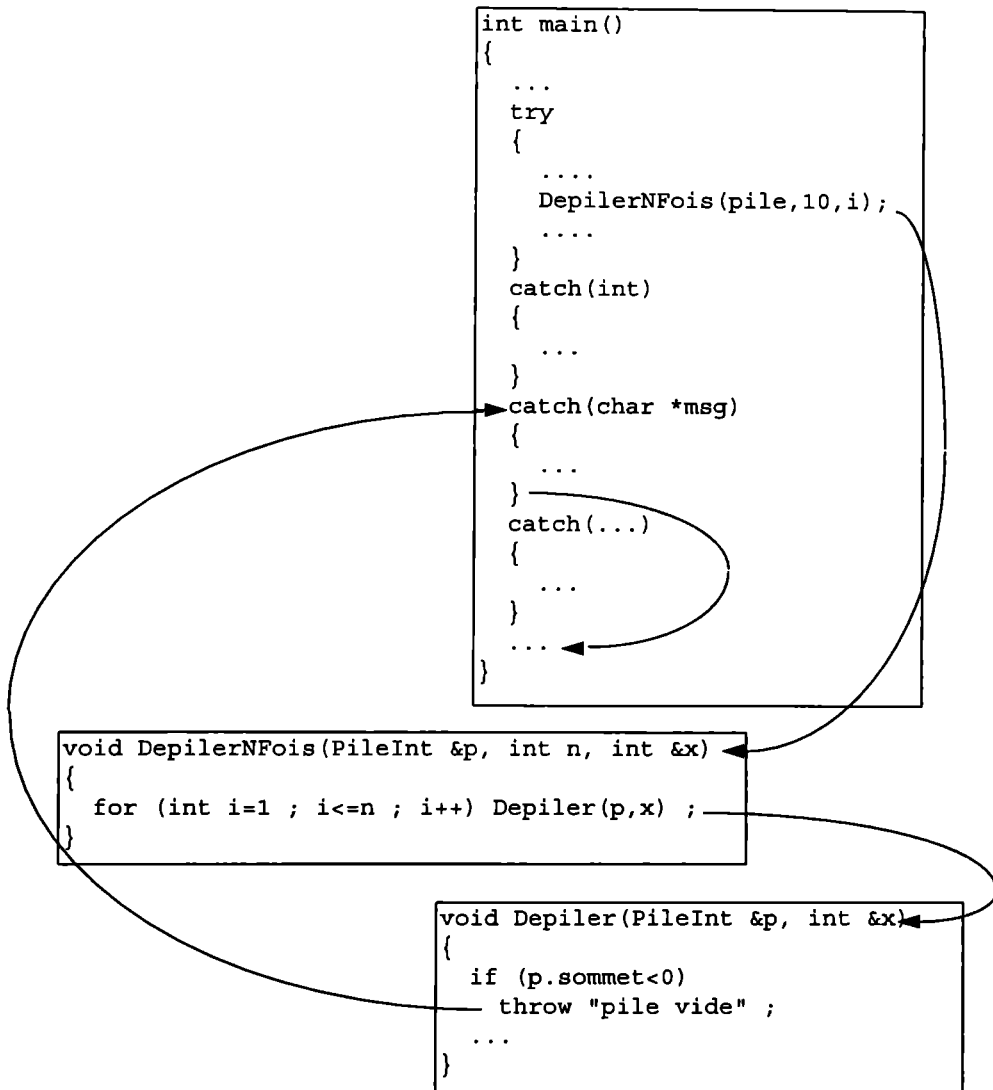 int main()
{
...
try
{
....
DepilerNFois(pile,10,i);
....
}
catch(int)
{
...
}
catch(char *msg)
{
...
}
catch(...)
{
...
}
...
}
void DepilerNFois(PileInt &p, int n, int &x)
{
for (int i=1 ; i<=n ; i++) Depiler(p,x) ;
}
void Depiler(PileInt &p, int &x)
{
if (p.sommet<0)
throw "pile vide" ;
...
}